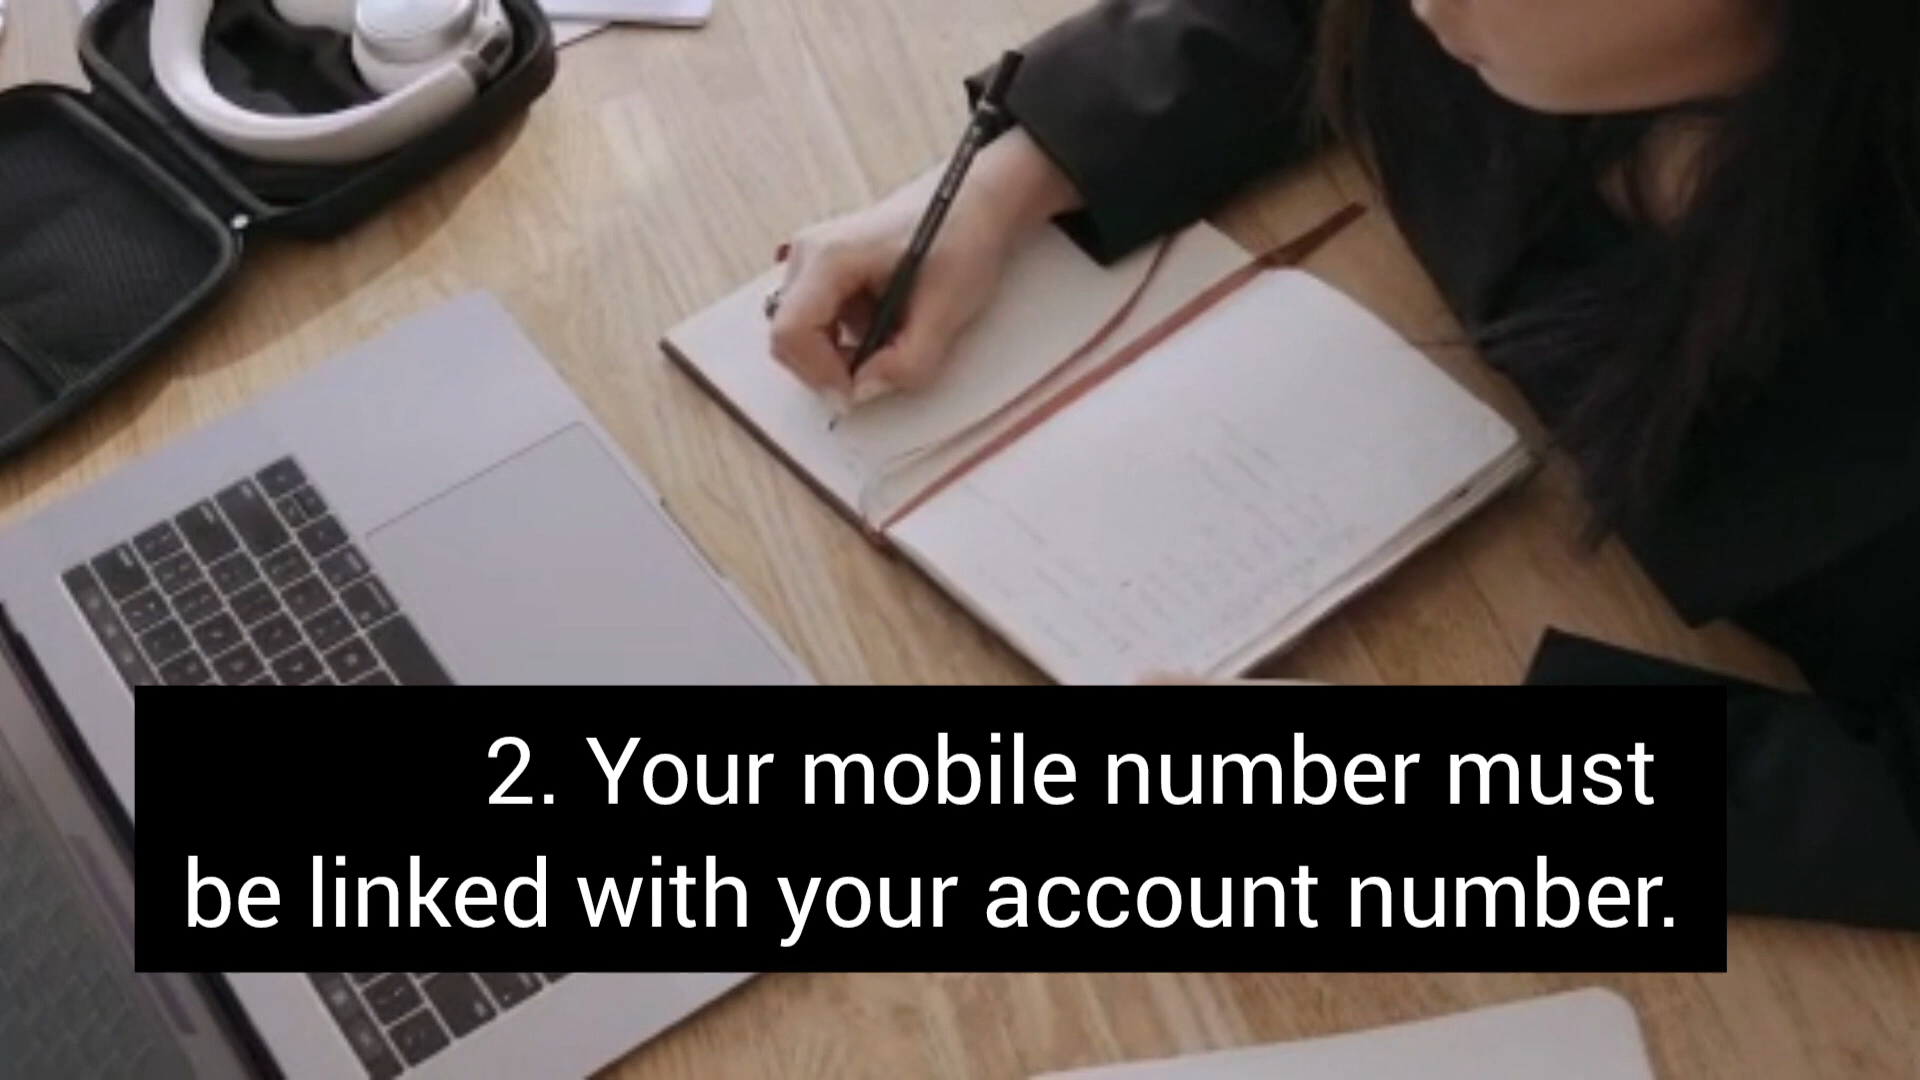 2. Your mobile number must
be linked with your account number.